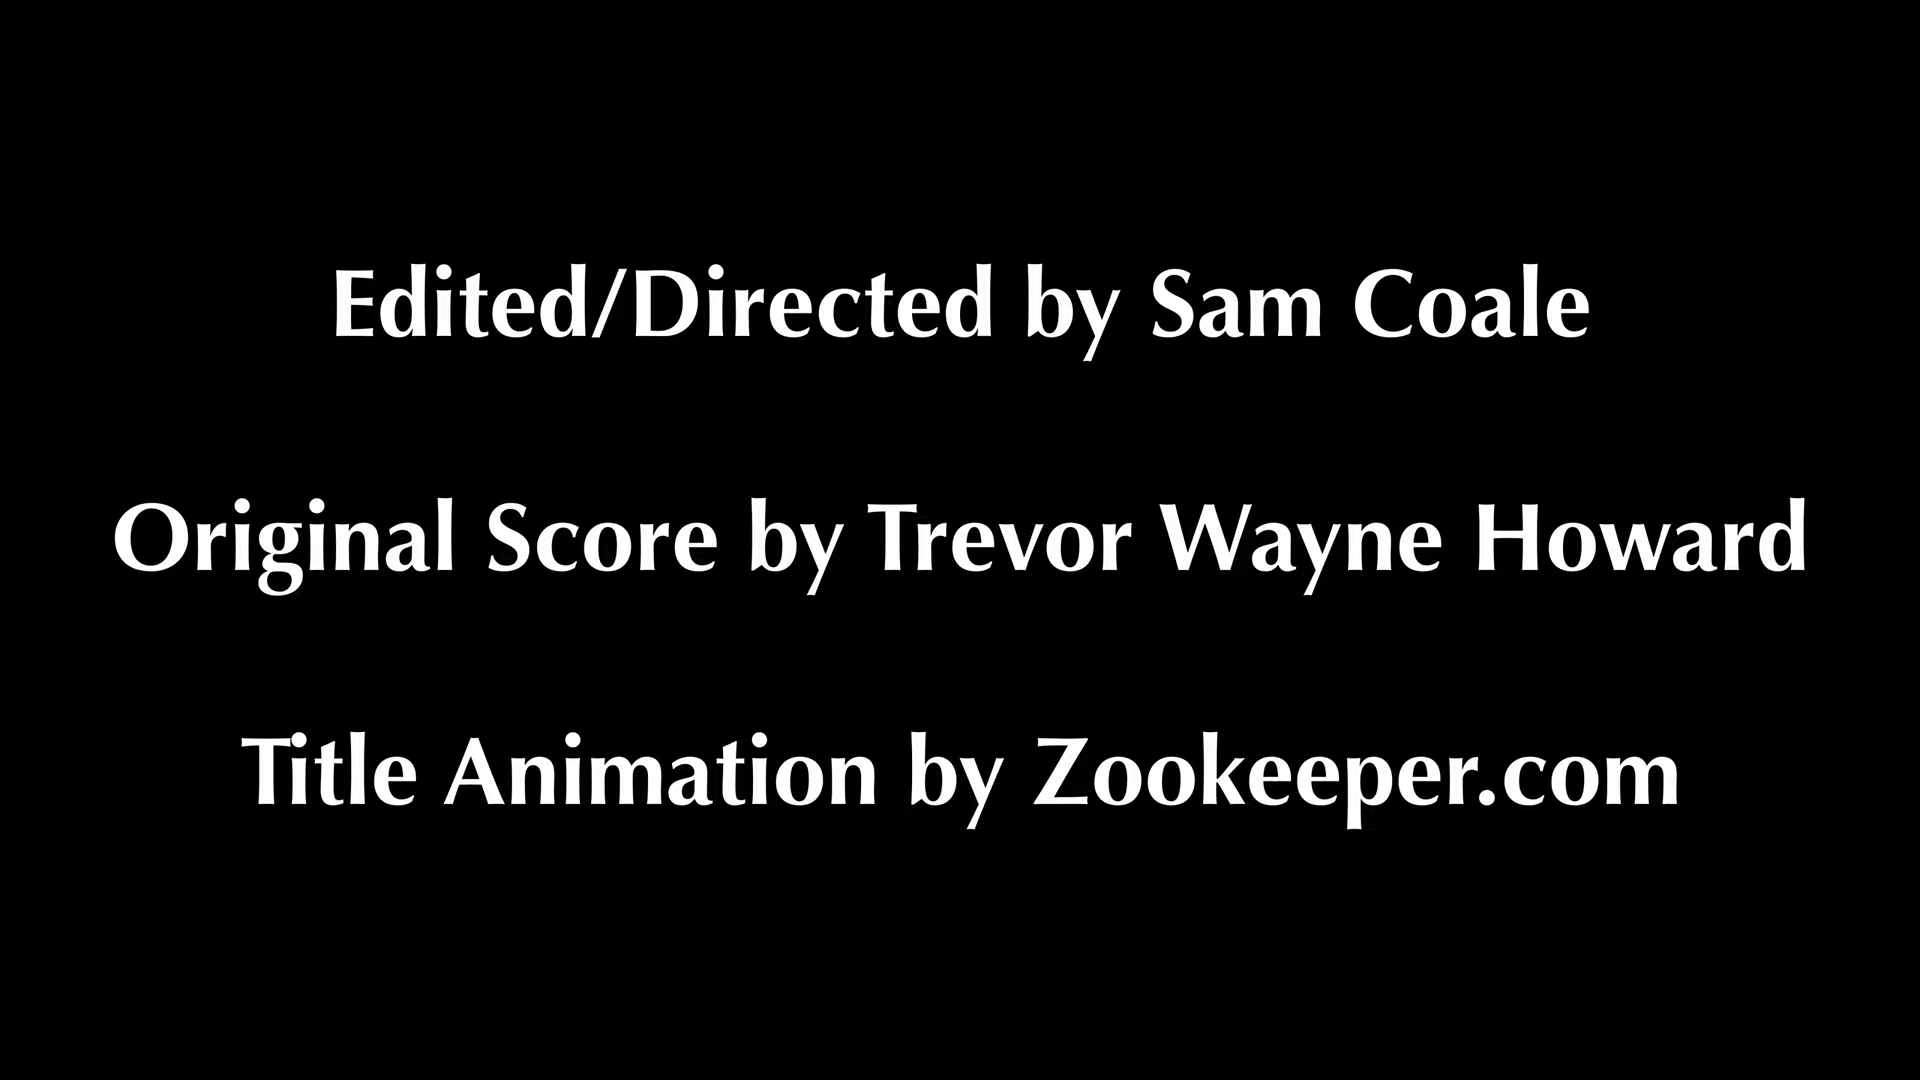 Edited/Directed by Sam Coale
Original Score by Trevor Wayne Howard
Title Animation by Zookeeper.com